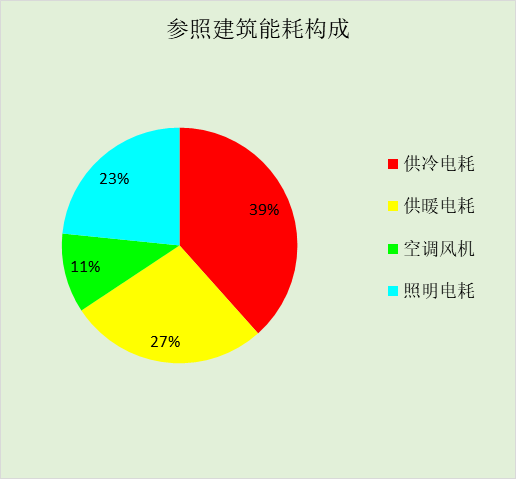 参照建筑能耗构成
23%
39%
11%
27%
供冷电耗
供暖电耗
空调风机
照明电耗